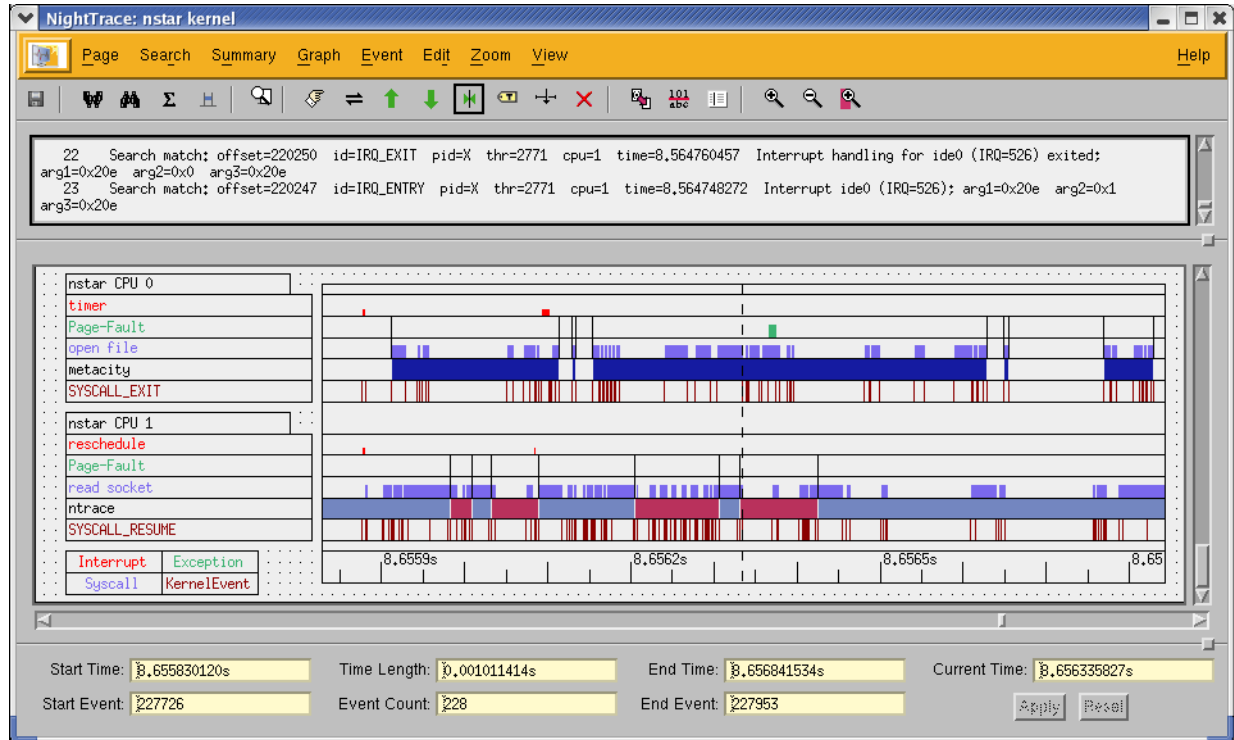 NightTrace: nstar kernel
Page Search Summary Graph Event Edit Zoom View Help
101
abc
22 Search match: offset=220250 id=IRQ_EXIT pid=X thr=2771 cpu=1 time=8.564760457 Interrupt handling for ide0 (IRQ=526) exited;
arg1=0x20e arg2=0x0 arg3=0x20e
23 Search match: offset=220247 id=IRQ_ENTRY pid=X thr=2771 cpu=1 time=8.564748272 Interrupt ide0 (IRQ=526); arg1=0x20e arg2=0x1
arg3=0x20e
nstar CPU 0
timer
Page-Fault
open file
metacity
SYSCALL_EXIT
nstar CPU 1
reschedule
Page-Fault
read socket
ntrace
SYSCALL_RESUME
Interrupt Exception
Syscall KernelEvent
8.6559s 8.6562s 8.6565s 8.65
Start Time: 8.655830120s Time Length: 0.001011414s End Time: 8.656841534s Current Time: 8.656335827s
Start Event: 227726 Event Count: 228 End Event: 227953 Apply Reset